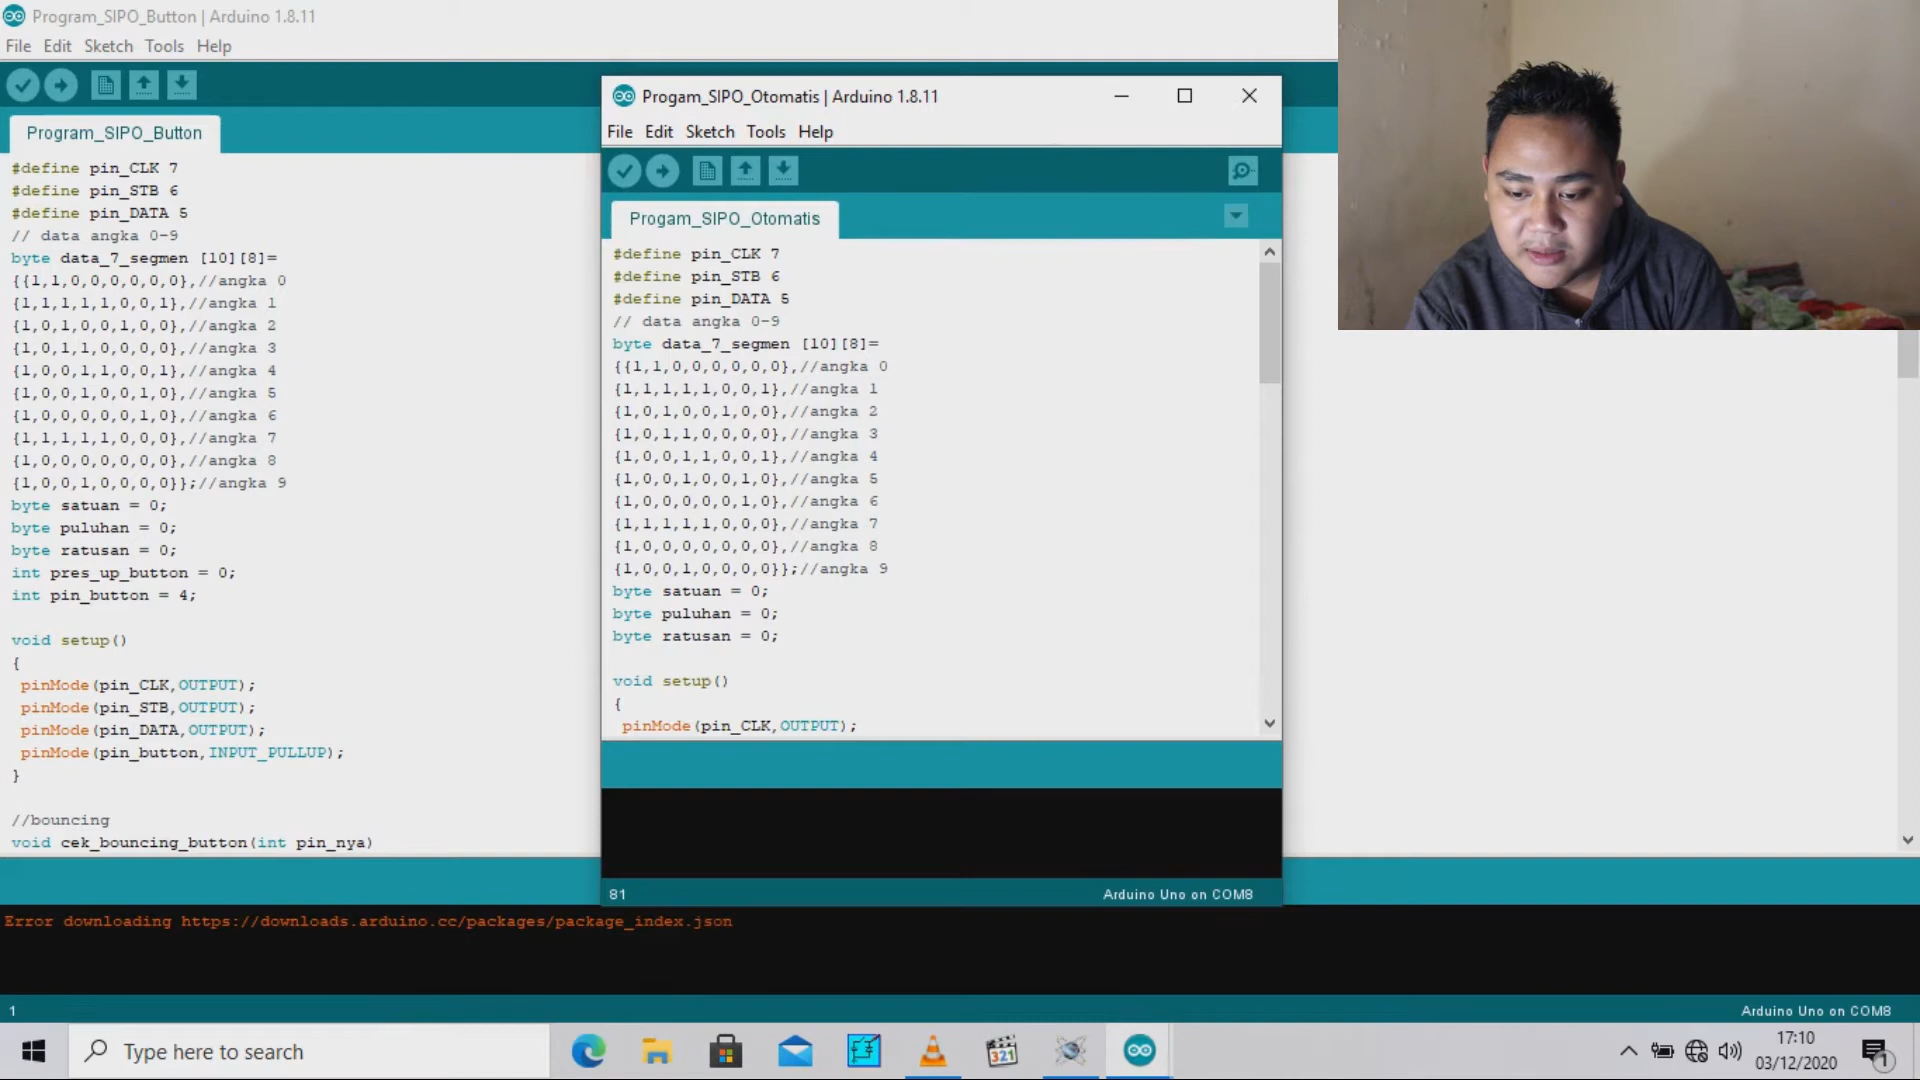 Program_SIPO_Button | Arduino 1.8.11
File Edit Sketch Tools Help
Program_SIPO_Button
#define pin_CLK 7
#define pin_STB 6
#define pin_DATA 5
// data angka 0-9
byte data_7_segmen [10][8]=
{{1,1,0,0,0,0,0,0},//angka 0
{1,1,1,1,1,0,0,1},//angka 1
{1,0,1,0,0,1,0,0},//angka 2
{1,0,1,1,0,0,0,0},//angka 3
{1,0,0,1,1,0,0,1},//angka 4
{1,0,0,1,0,0,1,0},//angka 5
{1,0,0,0,0,0,1,0},//angka 6
{1,1,1,1,1,0,0,0},//angka 7
{1,0,0,0,0,0,0,0},//angka 8
{1,0,0,1,0,0,0,0}};//angka 9
byte satuan = 0;
byte puluhan = 0;
byte ratusan = 0;
int pres_up_button = 0;
int pin_button = 4;
void setup()
{
pinMode(pin_CLK,OUTPUT);
pinMode(pin_STB,OUTPUT);
pinMode(pin_DATA,OUTPUT);
pinMode(pin_button,INPUT_PULLUP);
}
//bouncing
void cek_bouncing_button(int pin_nya)
Progam_SIPO_Otomatis | Arduino 1.8.11
File Edit Sketch Tools Help
Progam_SIPO_Otomatis
#define pin_CLK 7
#define pin_STB 6
#define pin_DATA 5
// data angka 0-9
byte data_7_segmen [10][8]=
{{1,1,0,0,0,0,0,0},//angka 0
{1,1,1,1,1,0,0,1},//angka 1
{1,0,1,0,0,1,0,0},//angka 2
{1,0,1,1,0,0,0,0},//angka 3
{1,0,0,1,1,0,0,1},//angka 4
{1,0,0,1,0,0,1,0},//angka 5
{1,0,0,0,0,0,1,0},//angka 6
{1,1,1,1,1,0,0,0},//angka 7
{1,0,0,0,0,0,0,0},//angka 8
{1,0,0,1,0,0,0,0}};//angka 9
byte satuan = 0;
byte puluhan = 0;
byte ratusan = 0;
void setup()
{
pinMode(pin_CLK,OUTPUT);
81 Arduino Uno on COM8
Error downloading https://downloads.arduino.cc/packages/package_index.json
1 Arduino Uno on COM8
Type here to search
321
17:10
03/12/2020
1